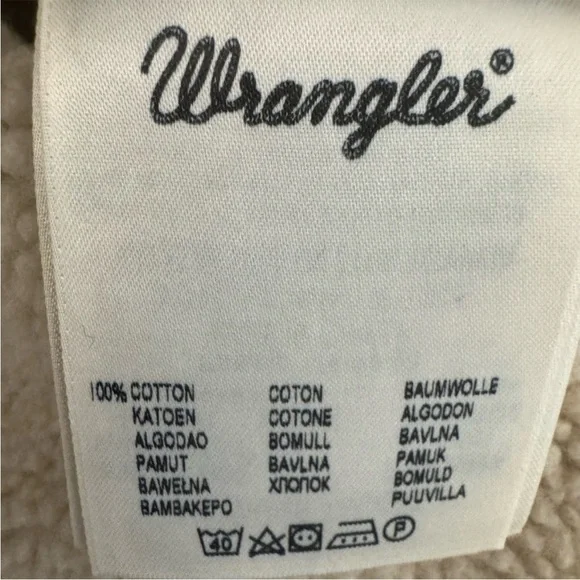 Wrangler®
100% COTTON COTON BAUMWOLLE
KATOEN COTONE ALGODON
ALGODAO BOMULL BAVLNA
PAMUT BAVLNA PAMUK
BAWEŁNA ХЛОПОК BOMULD
ΒΑΜΒΑΚΕΡΟ PUUVILLA
40 P